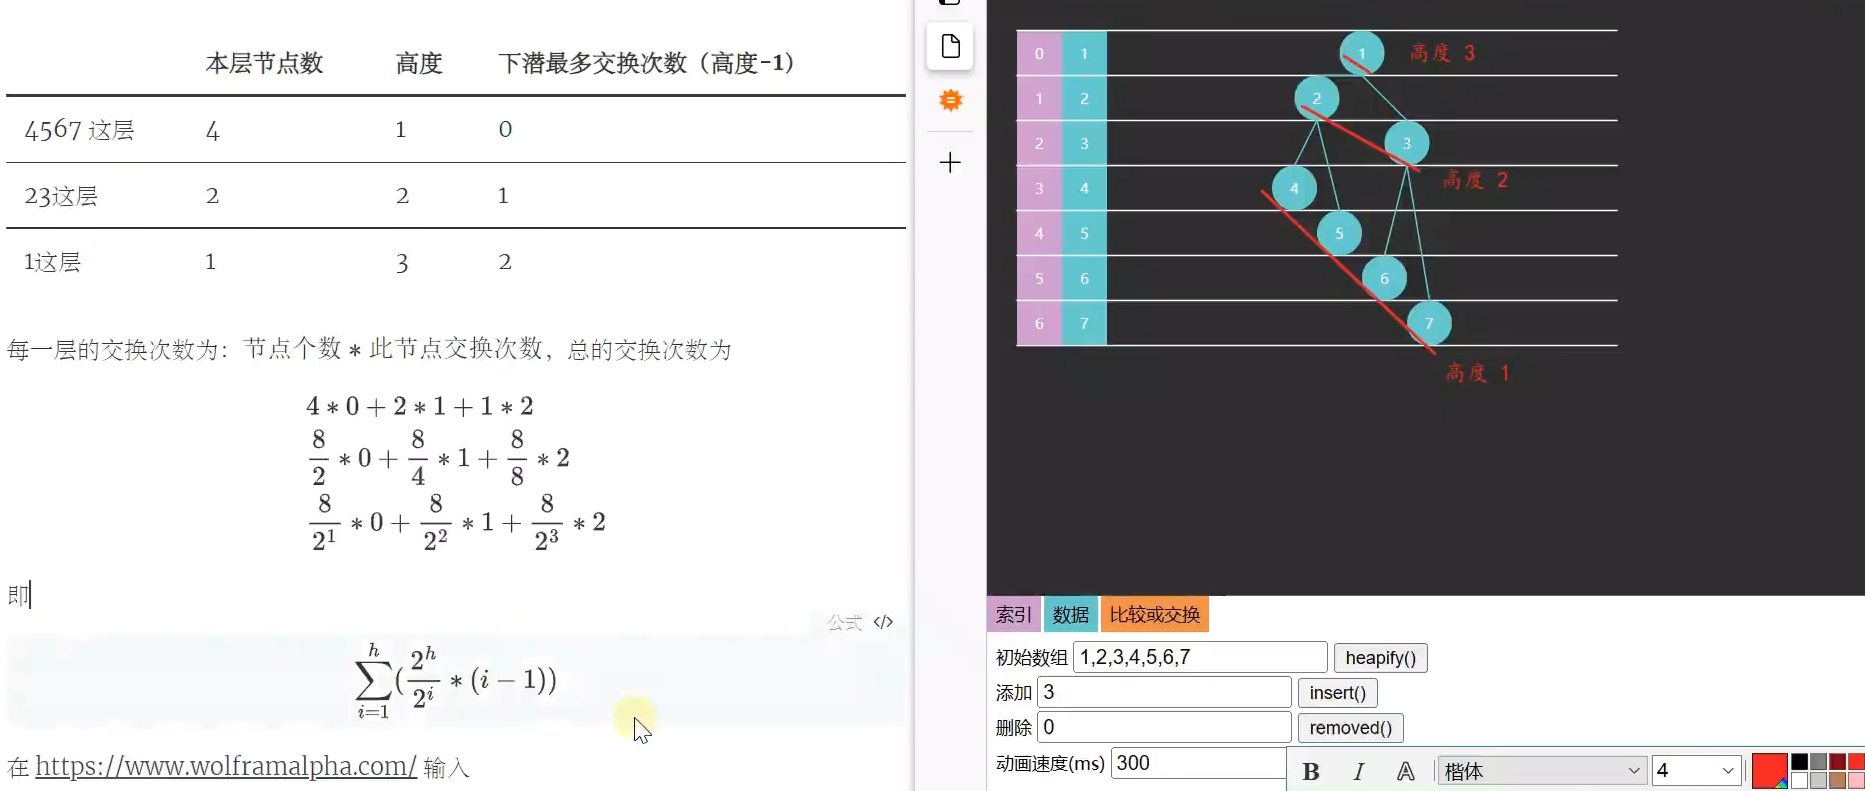 本层节点数 高度 下潜最多交换次数（高度-1）
4567 这层 4 1 0
23这层 2 2 1
1这层 1 3 2
每一层的交换次数为：节点个数 * 此节点交换次数，总的交换次数为
4 * 0 + 2 * 1 + 1 * 2
8/2 * 0 + 8/4 * 1 + 8/8 * 2
8/2^1 * 0 + 8/2^2 * 1 + 8/2^3 * 2
即
公式 </>
∑_{i=1}^{h} (2^h/2^i * (i − 1))
在 https://www.wolframalpha.com/ 输入
0 1 1 高度 3
1 2 2
2 3 3
高度 2
3 4 4
4 5 5
5 6 6
6 7 7
高度 1
索引 数据 比较或交换
初始数组 1,2,3,4,5,6,7 heapify()
添加 3 insert()
删除 0 removed()
动画速度(ms) 300
B I A 楷体 4